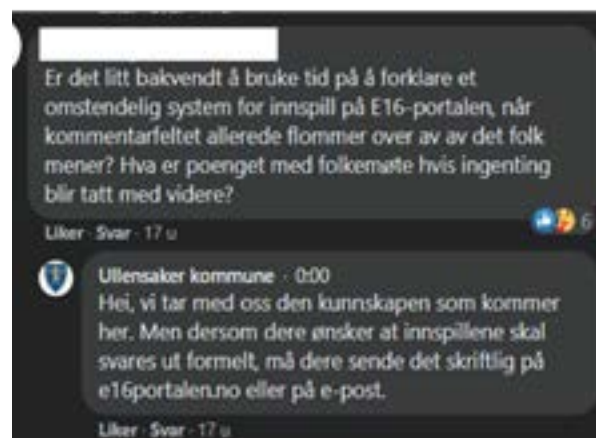 Er det litt bakvendt å bruke tid på å forklare et
omstendelig system for innspill på E16-portalen, når
kommentarfeltet allerede flommer over av av det folk
mener? Hva er poenget med folkemøte hvis ingenting
blir tatt med videre?
Liker · Svar · 17 u
6
Ullensaker kommune · 0:00
Hei, vi tar med oss den kunnskapen som kommer
her. Men dersom dere ønsker at innspillene skal
svares ut formelt, må dere sende det skriftlig på
e16portalen.no eller på e-post.
Liker · Svar · 17 u